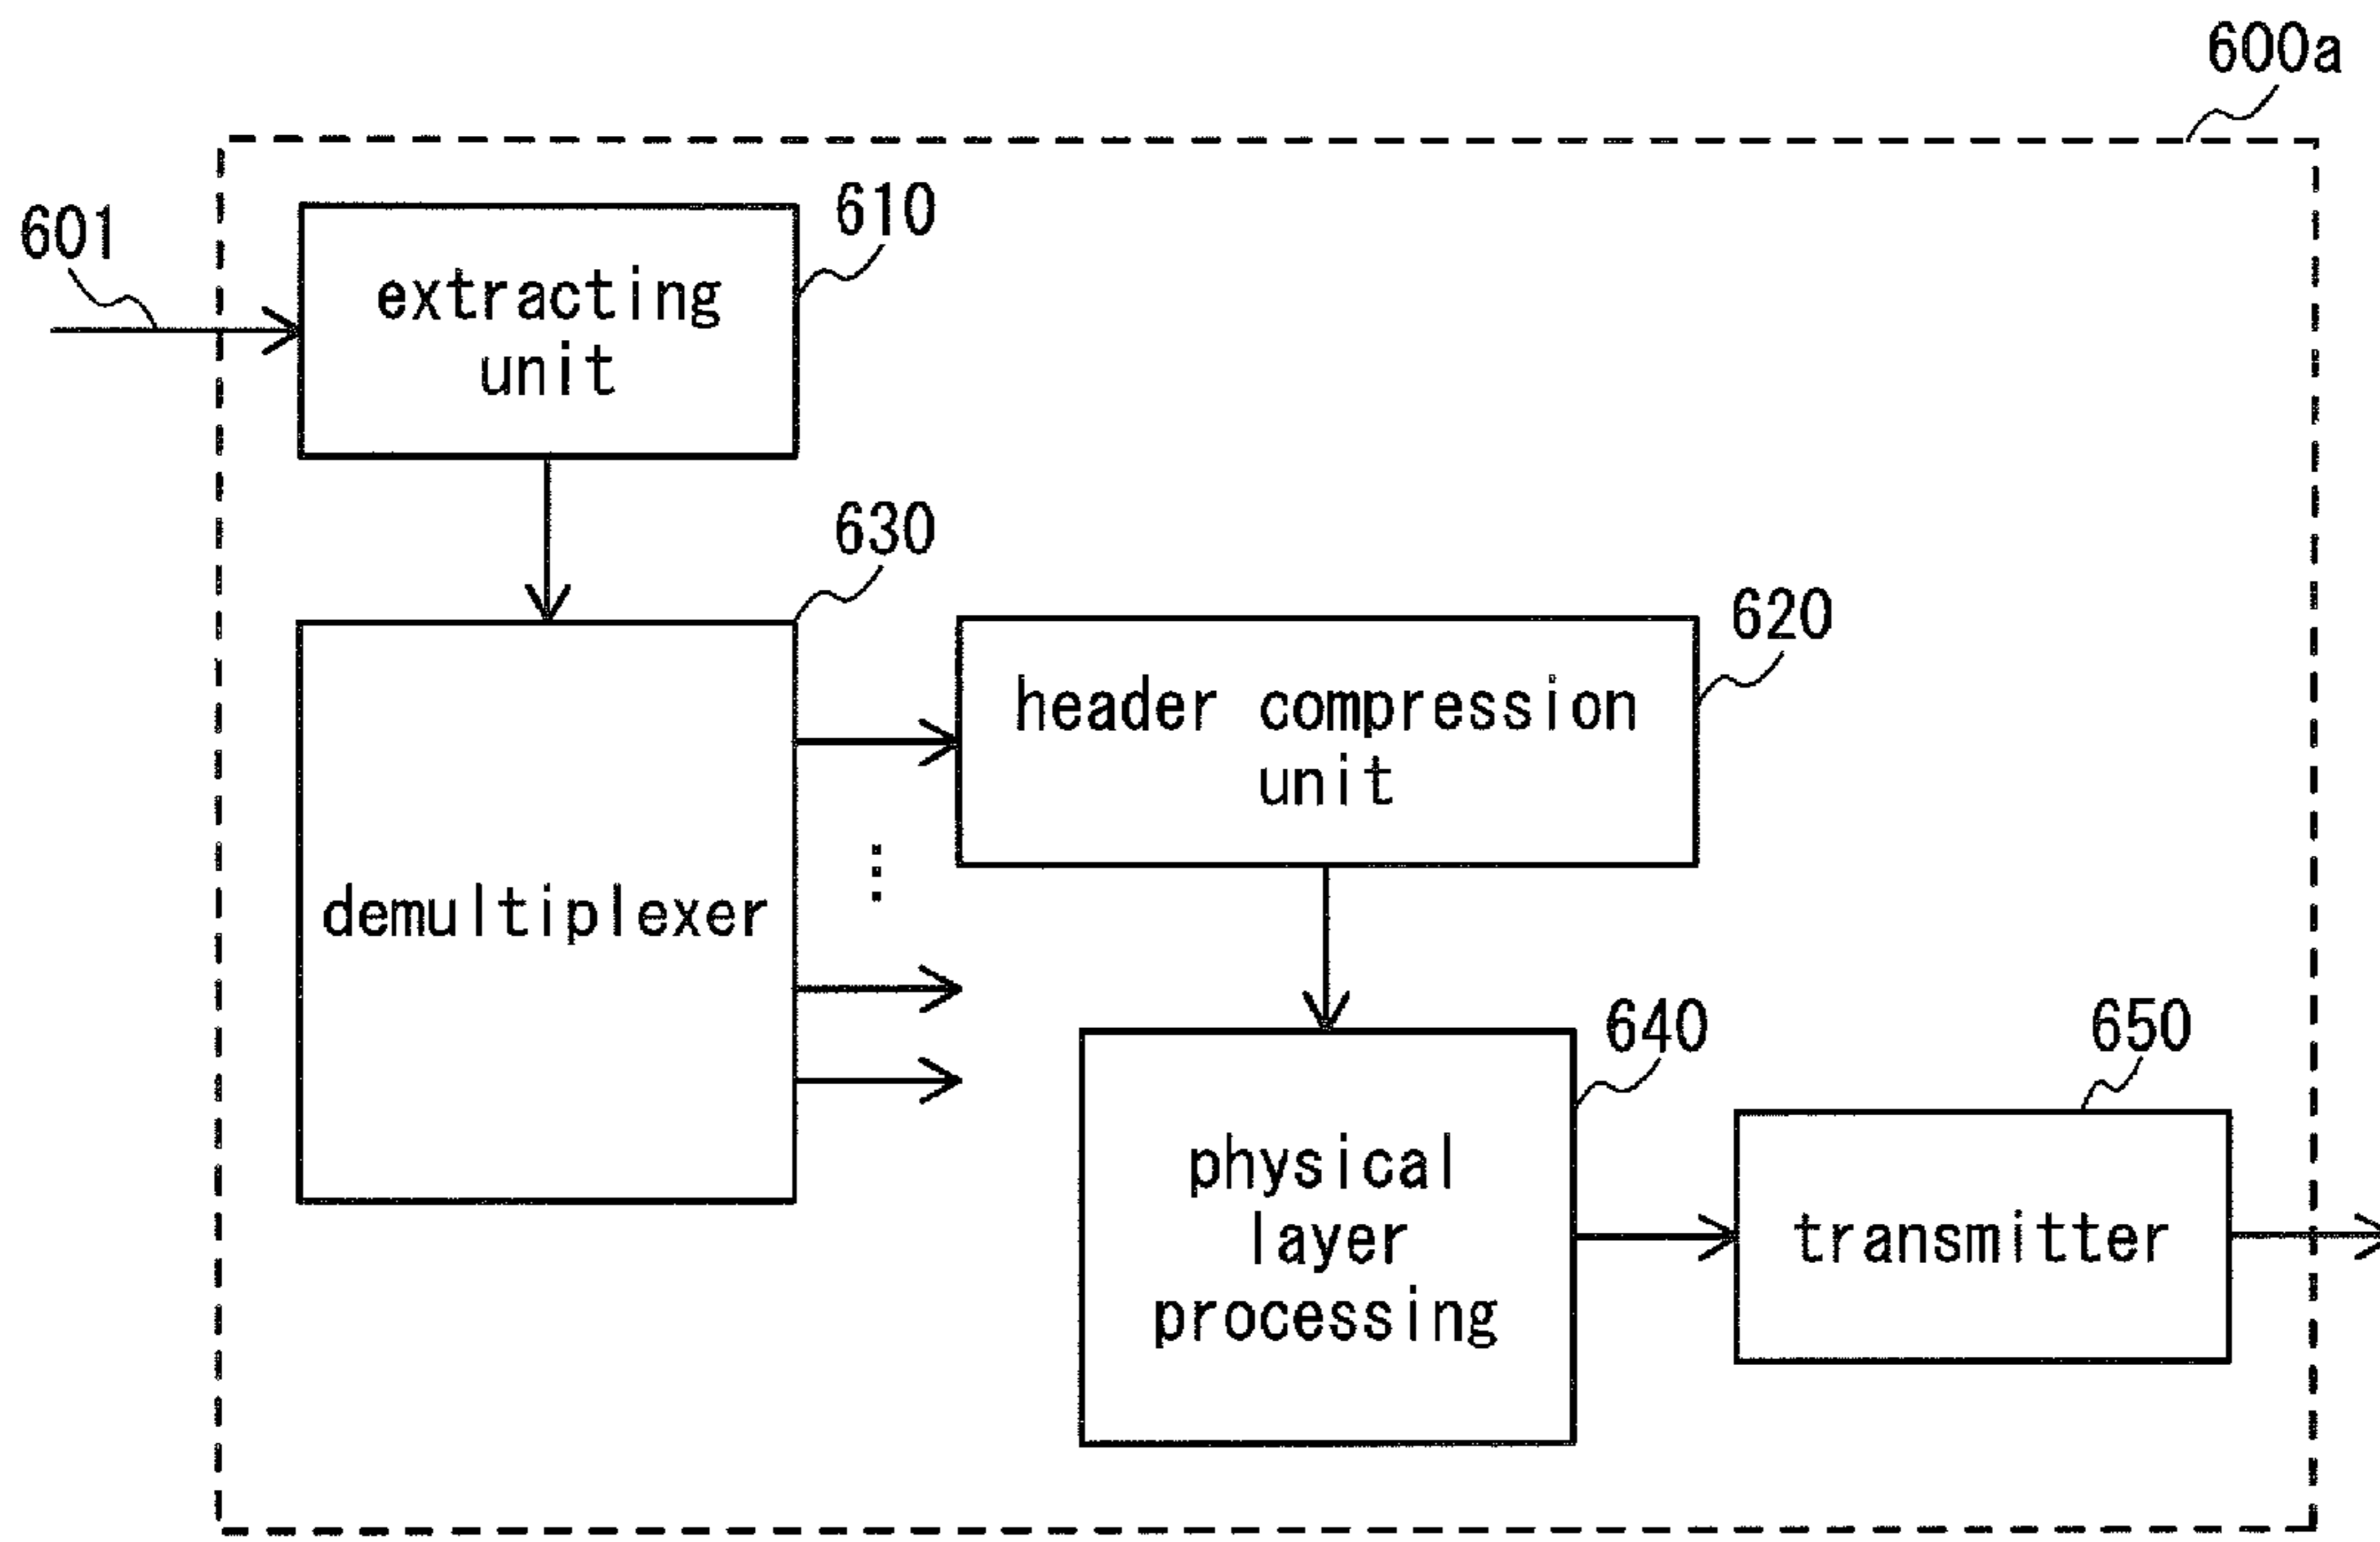 600a
601
610
extracting
unit
630
620
header compression
unit
demultiplexer
640
650
physical
layer
processing
transmitter